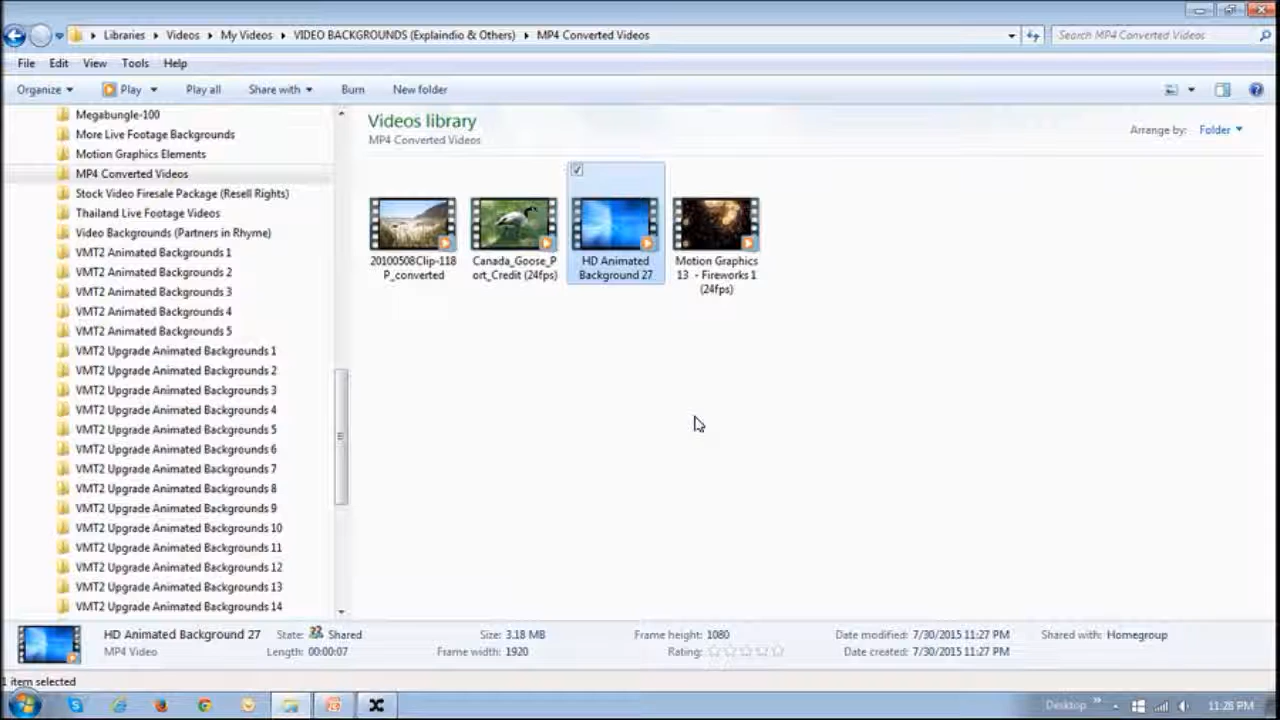 Libraries Videos My Videos VIDEO BACKGROUNDS (Explaindio & Others) MP4 Converted Videos
Search MP4 Converted Videos
File Edit View Tools Help
Organize Play Play all Share with Burn New folder
Megabungle-100
More Live Footage Backgrounds
Motion Graphics Elements
MP4 Converted Videos
Stock Video Firesale Package (Resell Rights)
Thailand Live Footage Videos
Video Backgrounds (Partners in Rhyme)
VMT2 Animated Backgrounds 1
VMT2 Animated Backgrounds 2
VMT2 Animated Backgrounds 3
VMT2 Animated Backgrounds 4
VMT2 Animated Backgrounds 5
VMT2 Upgrade Animated Backgrounds 1
VMT2 Upgrade Animated Backgrounds 2
VMT2 Upgrade Animated Backgrounds 3
VMT2 Upgrade Animated Backgrounds 4
VMT2 Upgrade Animated Backgrounds 5
VMT2 Upgrade Animated Backgrounds 6
VMT2 Upgrade Animated Backgrounds 7
VMT2 Upgrade Animated Backgrounds 8
VMT2 Upgrade Animated Backgrounds 9
VMT2 Upgrade Animated Backgrounds 10
VMT2 Upgrade Animated Backgrounds 11
VMT2 Upgrade Animated Backgrounds 12
VMT2 Upgrade Animated Backgrounds 13
VMT2 Upgrade Animated Backgrounds 14
Videos library
MP4 Converted Videos
Arrange by: Folder
20100508Clip-118
P_converted
Canada_Goose_P
ort_Credit (24fps)
HD Animated
Background 27
Motion Graphics
13 - Fireworks 1
(24fps)
HD Animated Background 27 State: Shared Size: 3.18 MB Frame height: 1080 Date modified: 7/30/2015 11:27 PM Shared with: Homegroup
MP4 Video Length: 00:00:07 Frame width: 1920 Rating: Date created: 7/30/2015 11:27 PM
1 item selected
Desktop 11:28 PM